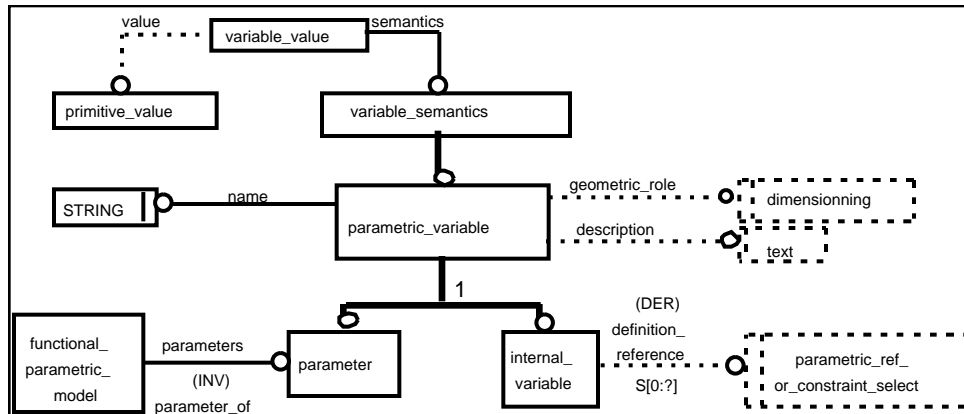 value
semantics
variable_value
primitive_value
variable_semantics
STRING
name
parametric_variable
geometric_role
dimensionning
description
text
1
functional_
parametric_
model
parameters
(INV)
parameter_of
parameter
internal_
variable
(DER)
definition_
reference
S[0:?]
parametric_ref_
or_constraint_select